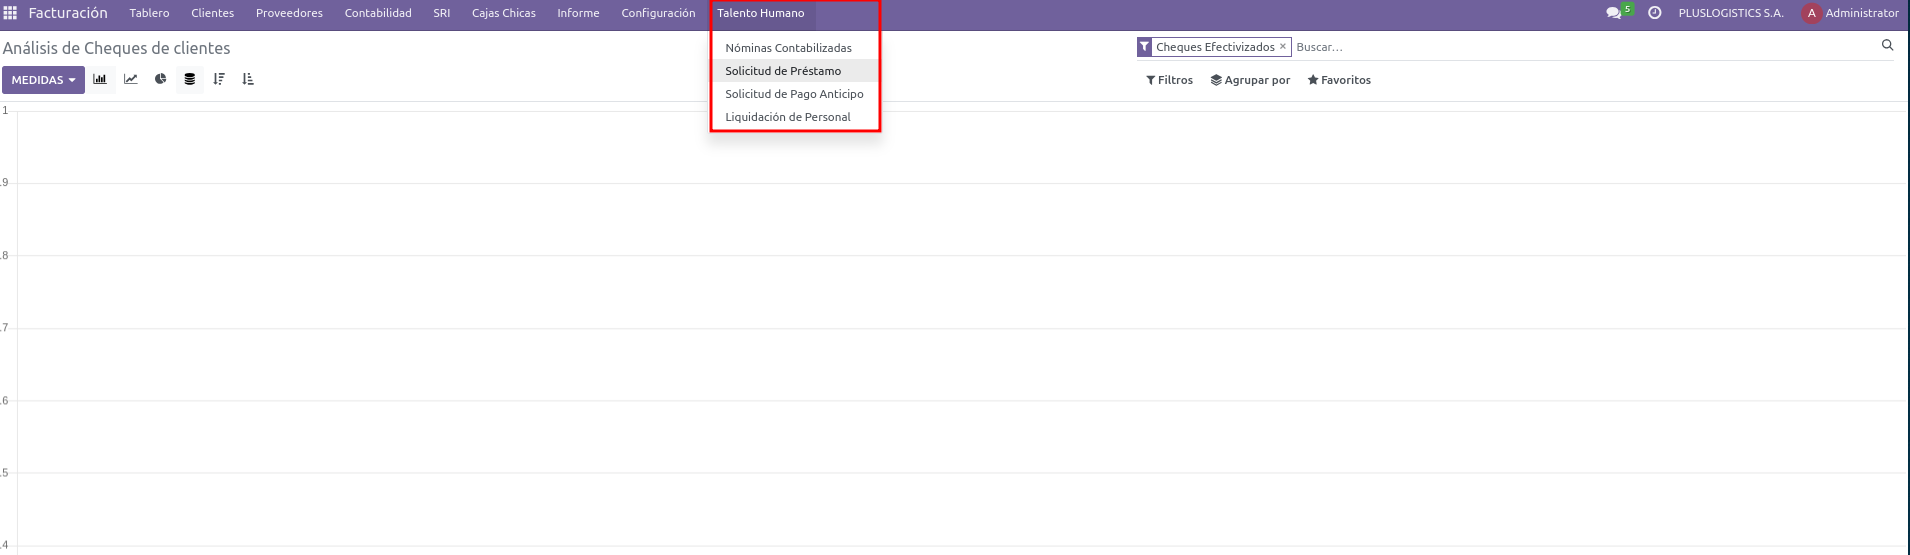 Facturación Tablero Clientes Proveedores Contabilidad SRI Cajas Chicas Informe Configuración Talento Humano 5 PLUSLOGISTICS S.A. A Administrator
Análisis de Cheques de clientes
Cheques Efectivizados × Buscar...
MEDIDAS
Filtros Agrupar por Favoritos
Nóminas Contabilizadas
Solicitud de Préstamo
Solicitud de Pago Anticipo
Liquidación de Personal
1
.9
.8
.7
.6
.5
.4